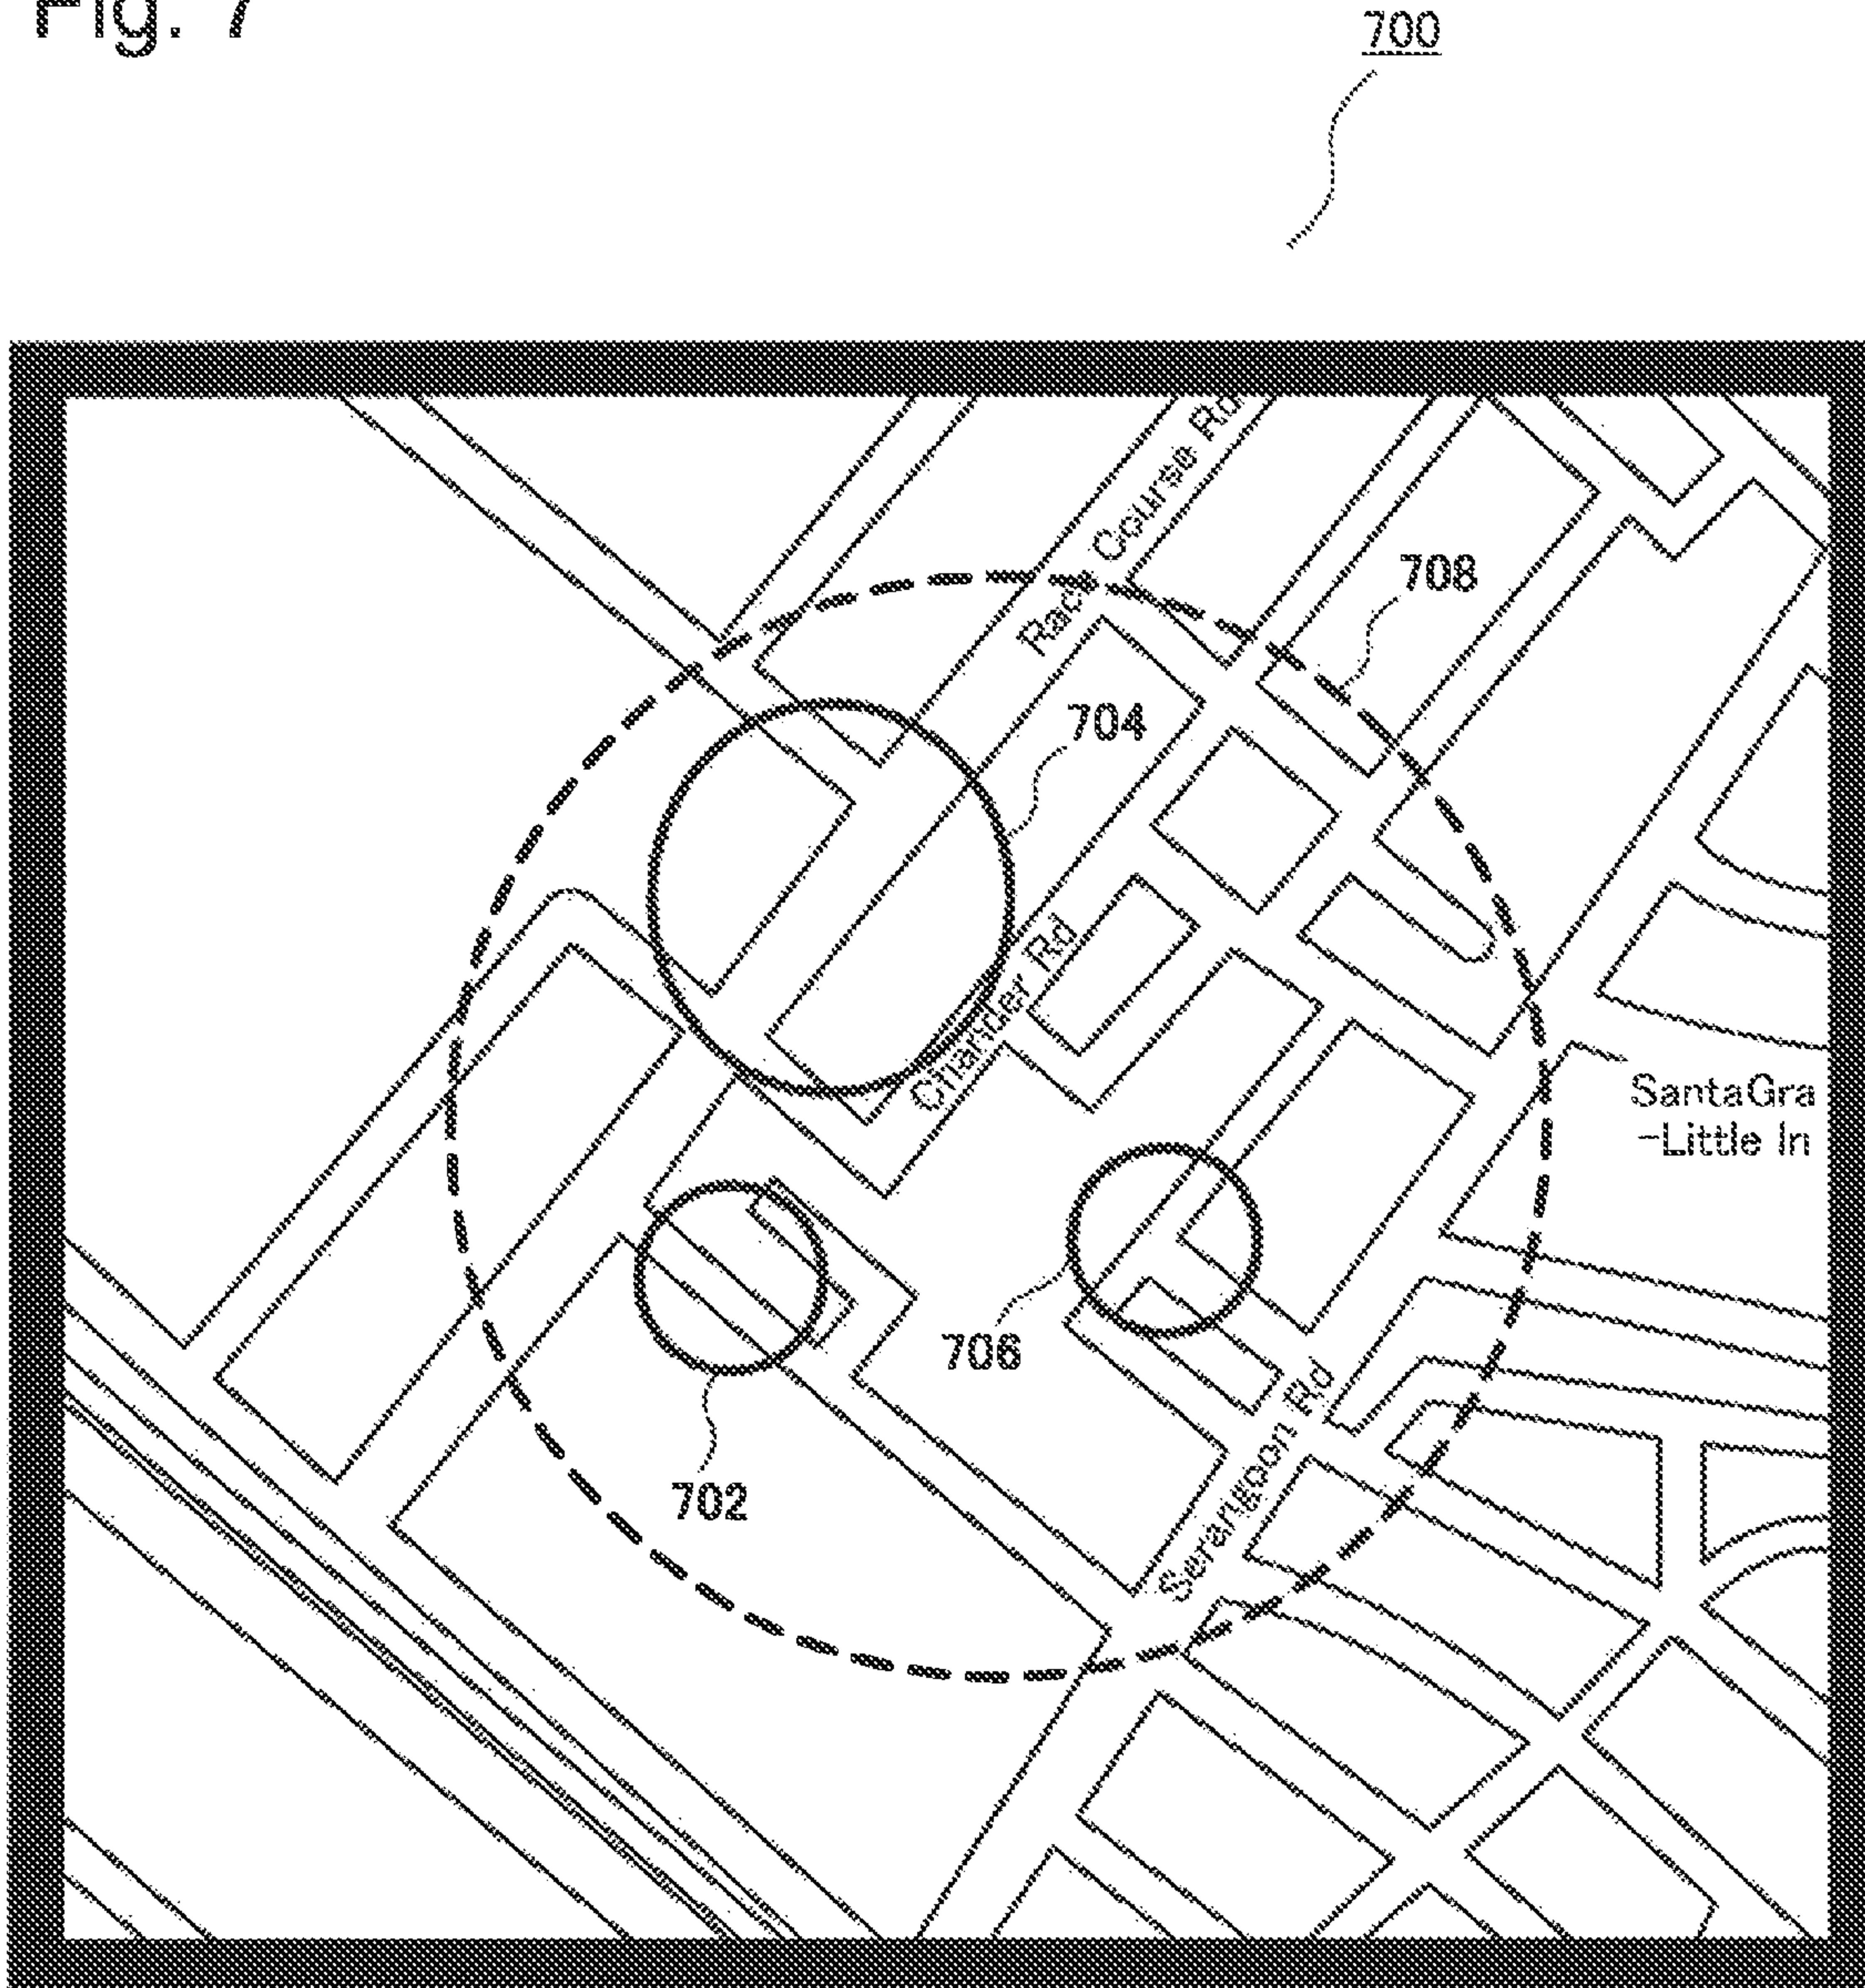 Fig. 7
700
Race Course Rd
708
704
Chander Rd
SantaGra
-Little In
706
Serangoon Rd
702